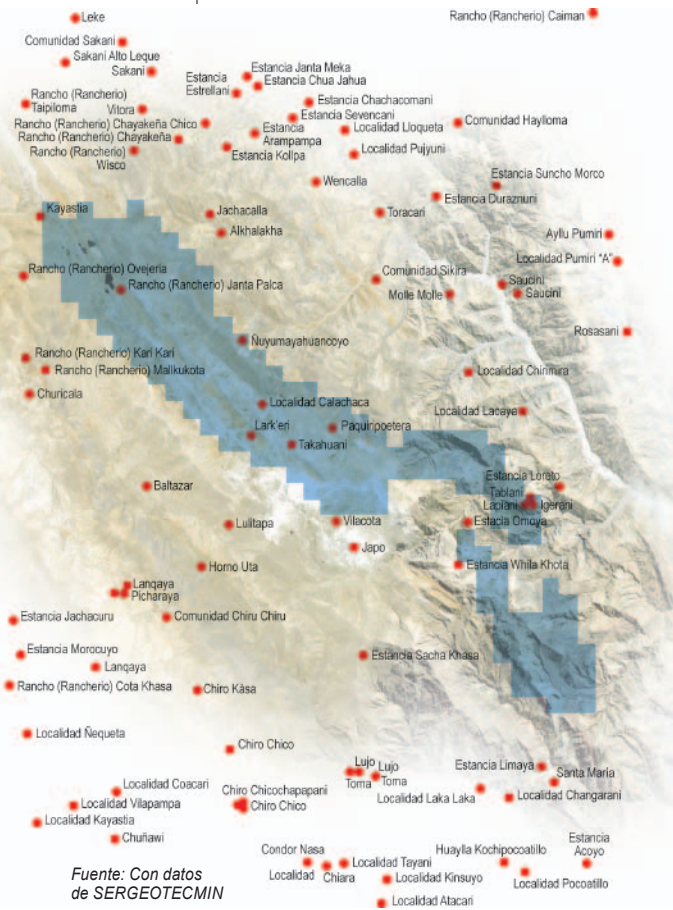 Leke
Rancho (Rancherio) Caiman
Comunidad Sakani
Sakani Alto Leque
Sakani
Estancia Janta Meka
Estancia
Estrellani
Estancia Chua Jahua
Rancho (Rancherio)
Taipiloma
Vitora
Estancia Chachacomani
Estancia Sevencani
Rancho (Rancherio) Chayakeña Chico
Rancho (Rancherio) Chayakeña
Rancho (Rancherio)
Wisco
Estancia
Arampampa
Localidad Lloqueta
Comunidad Haylloma
Estancia Kollpa
Localidad Pujyuni
Wencalla
Estancia Suncho Morco
Estancia Duraznuni
Kayastia
Jachacalla
Toracari
Alkhalakha
Ayllu Pumiri
Localidad Pumiri "A"
Rancho (Rancherio) Ovejeria
Rancho (Rancherio) Janta Palca
Comunidad Sikira
Molle Molle
Saucini
Saucini
Rosasani
Ñuyumayahuancoyo
Rancho (Rancherio) Kari Kari
Rancho (Rancherio) Mallkukota
Churicala
Localidad Chirimira
Localidad Calachaca
Localidad Lacaya
Lark'eri
Paquinpoetera
Takahuani
Baltazar
Estancia Loreto
Tablani
Lapiani
Igerani
Lulitapa
Vilacota
Estacia Omoya
Japo
Horno Uta
Estancia Whila Khota
Lanqaya
Picharaya
Estancia Jachacuru
Comunidad Chiru Chiru
Estancia Morocuyo
Lanqaya
Estancia Sacha Khasa
Rancho (Rancherio) Cota Khasa
Chiro Kàsa
Localidad Ñequeta
Chiro Chico
Lujo
Toma
Lujo
Toma
Estancia Limaya
Santa Maria
Localidad Coacari
Localidad Vilapampa
Chiro Chicochapapani
Chiro Chico
Localidad Laka Laka
Localidad Changarani
Localidad Kayastia
Chuñawi
Condor Nasa
Localidad
Chiara
Localidad Tayani
Localidad Kinsuyo
Localidad Atacari
Huaylla Kochipocoatillo
Localidad Pocoatillo
Estancia
Acoyo
Fuente: Con datos
de SERGEOTECMIN